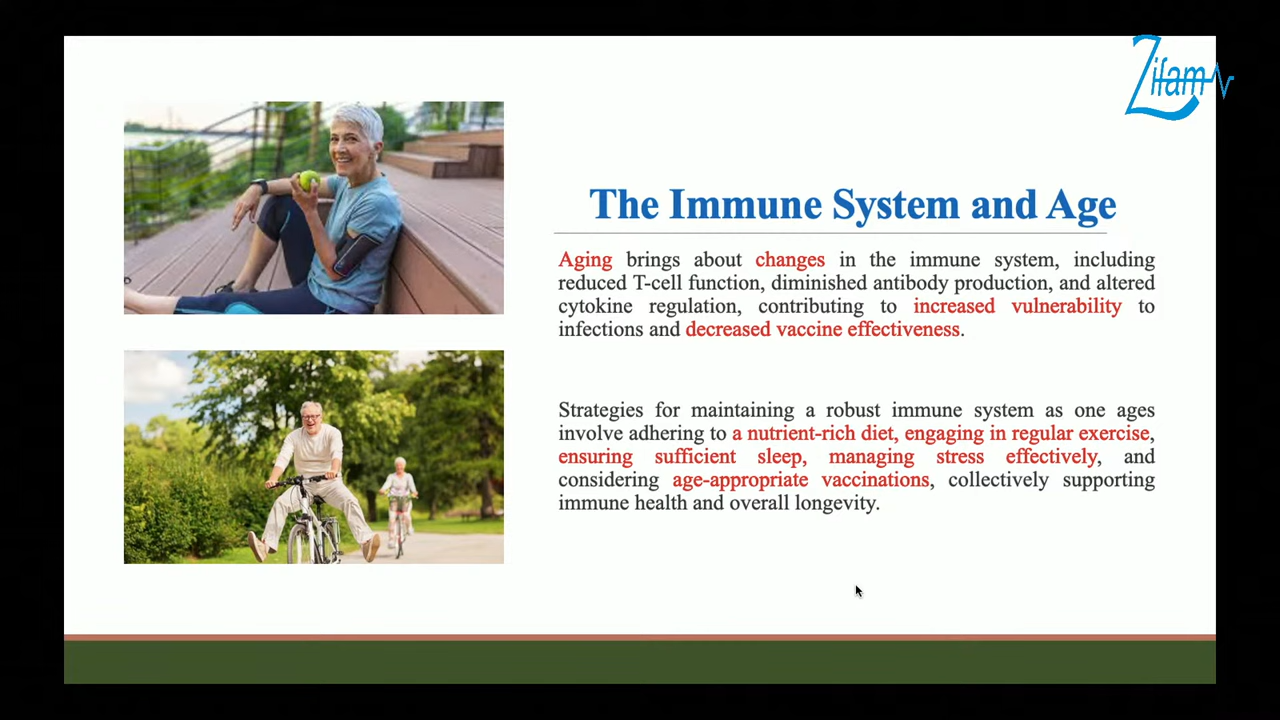 Zifam
The Immune System and Age
Aging brings about changes in the immune system, including
reduced T-cell function, diminished antibody production, and altered
cytokine regulation, contributing to increased vulnerability to
infections and decreased vaccine effectiveness.
Strategies for maintaining a robust immune system as one ages
involve adhering to a nutrient-rich diet, engaging in regular exercise,
ensuring sufficient sleep, managing stress effectively, and
considering age-appropriate vaccinations, collectively supporting
immune health and overall longevity.